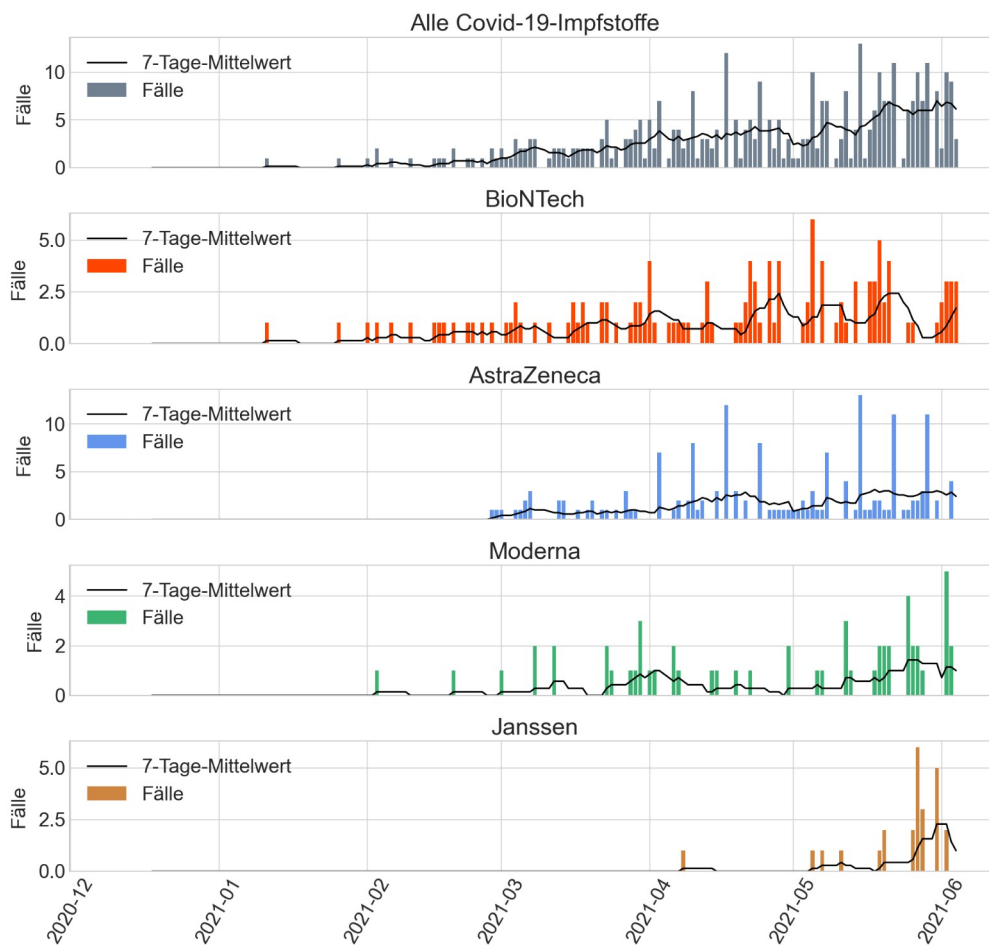 Alle Covid-19-Impfstoffe
10
5
0
Fälle
7-Tage-Mittelwert
Fälle
BioNTech
5.0
2.5
0.0
Fälle
7-Tage-Mittelwert
Fälle
AstraZeneca
10
5
0
Fälle
7-Tage-Mittelwert
Fälle
Moderna
4
2
0
Fälle
7-Tage-Mittelwert
Fälle
Janssen
5.0
2.5
0.0
Fälle
7-Tage-Mittelwert
Fälle
2020-12
2021-01
2021-02
2021-03
2021-04
2021-05
2021-06